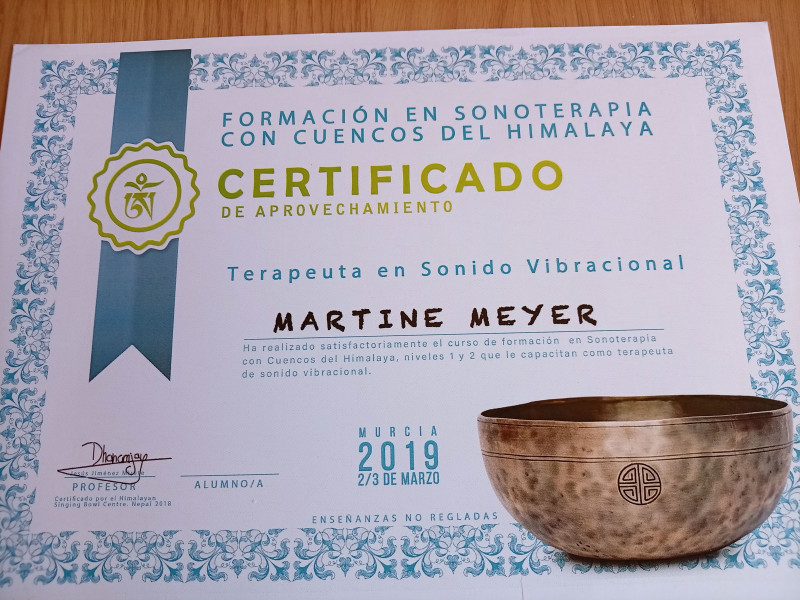 FORMACIÓN EN SONOTERAPIA
CON CUENCOS DEL HIMALAYA
CERTIFICADO
DE APROVECHAMIENTO
Terapeuta en Sonido Vibracional
MARTINE MEYER
Ha realizado satisfactoriamente el curso de formación en Sonoterapia
con Cuencos del Himalaya, niveles 1 y 2 que le capacitan como terapeuta
de sonido vibracional.
Dhananjay
Jesús Jiménez
PROFESOR
Certificado por el Himalayan
Singing Bowl Centre. Nepal 2018
ALUMNO/A
MURCIA
2019
2/3 DE MARZO
ENSEÑANZAS NO REGLADAS